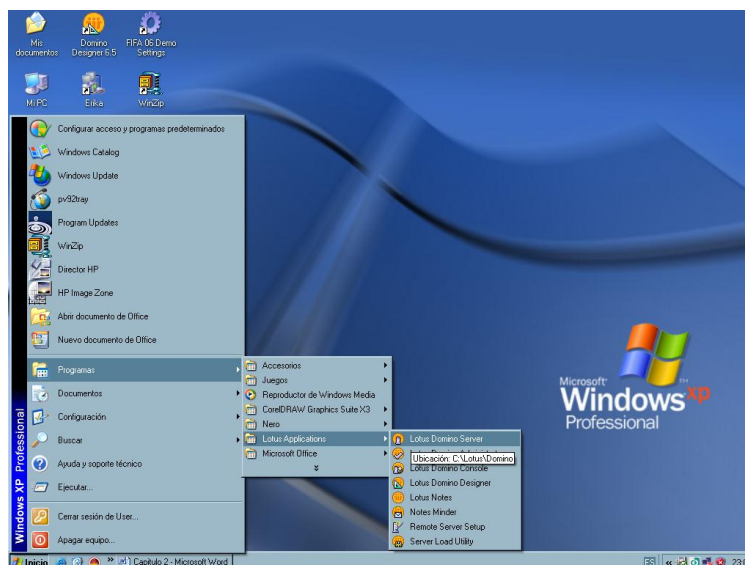 Mis
documentos
Domino
Designer 6.5
FIFA 06 Demo
Settings
Mi PC
Erika
WinZip
Configurar acceso y programas predeterminados
Windows Catalog
Windows Update
pv92tray
Program Updates
WinZip
Director HP
HP Image Zone
Abrir documento de Office
Nuevo documento de Office
Programas
Documentos
Configuración
Buscar
Ayuda y soporte técnico
Ejecutar...
Cerrar sesión de User...
Apagar equipo...
Windows XP Professional
Accesorios
Juegos
Reproductor de Windows Media
CorelDRAW Graphics Suite X3
Nero
Lotus Applications
Microsoft Office
Lotus Domino Server
Ubicación: C:\Lotus\Domino
Lotus Domino Console
Lotus Domino Designer
Lotus Notes
Notes Minder
Remote Server Setup
Server Load Utility
Microsoft
Windows xp
Professional
Inicio
Capitulo 2 - Microsoft Word
ES